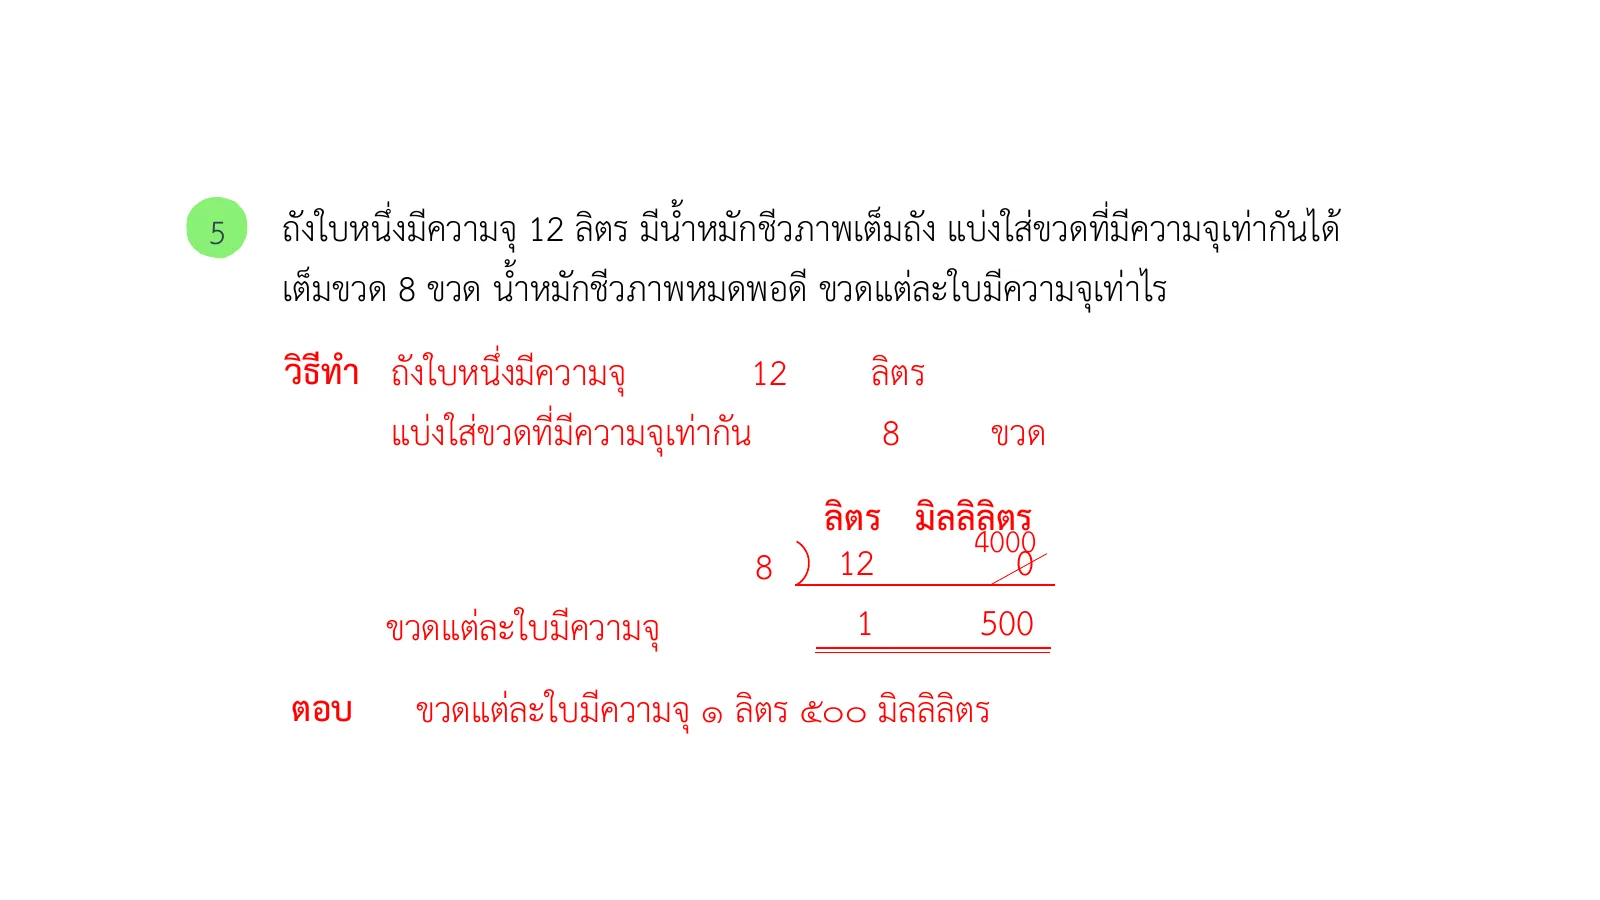 5 ถังใบหนึ่งมีความจุ 12 ลิตร มีน้ำหมักชีวภาพเต็มถัง แบ่งใส่ขวดที่มีความจุเท่ากันได้
เต็มขวด 8 ขวด น้ำหมักชีวภาพหมดพอดี ขวดแต่ละใบมีความจุเท่าไร
วิธีทำ ถังใบหนึ่งมีความจุ 12 ลิตร
แบ่งใส่ขวดที่มีความจุเท่ากัน 8 ขวด
ลิตร มิลลิลิตร
4000
8 ) 12 0
ขวดแต่ละใบมีความจุ 1 500
ตอบ ขวดแต่ละใบมีความจุ ๑ ลิตร ๕๐๐ มิลลิลิตร